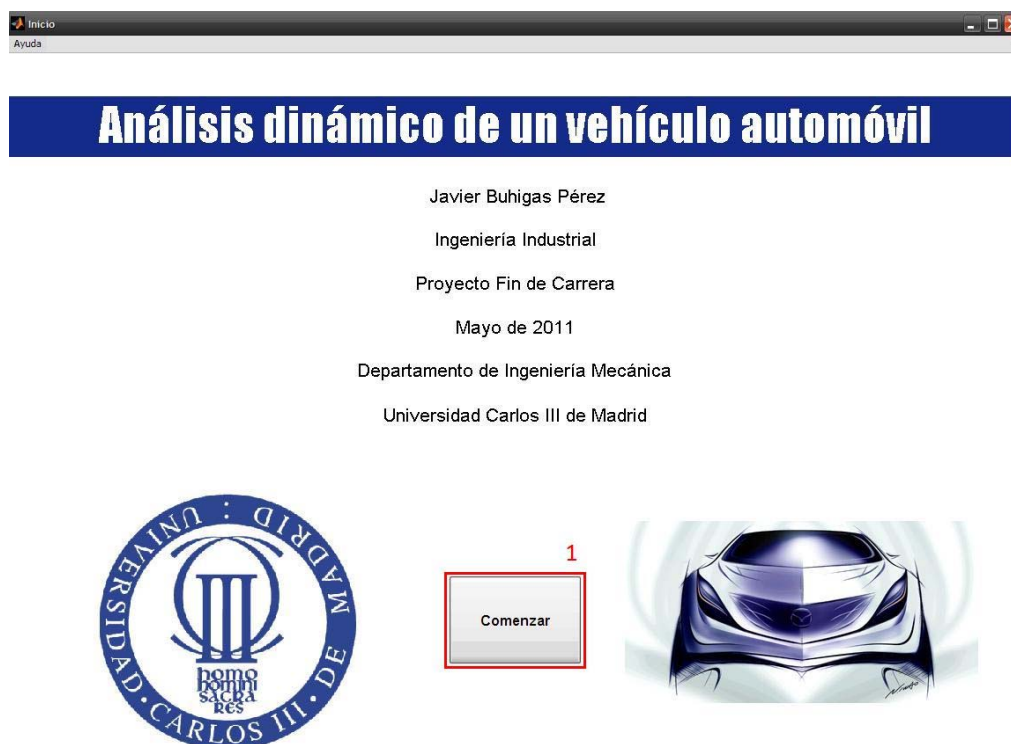 Inicio
Ayuda
Análisis dinámico de un vehículo automóvil
Javier Buhigas Pérez
Ingeniería Industrial
Proyecto Fin de Carrera
Mayo de 2011
Departamento de Ingeniería Mecánica
Universidad Carlos III de Madrid
1
Comenzar
UNIVERSIDAD · CARLOS III · DE MADRID :
homo
homini
sacra
res